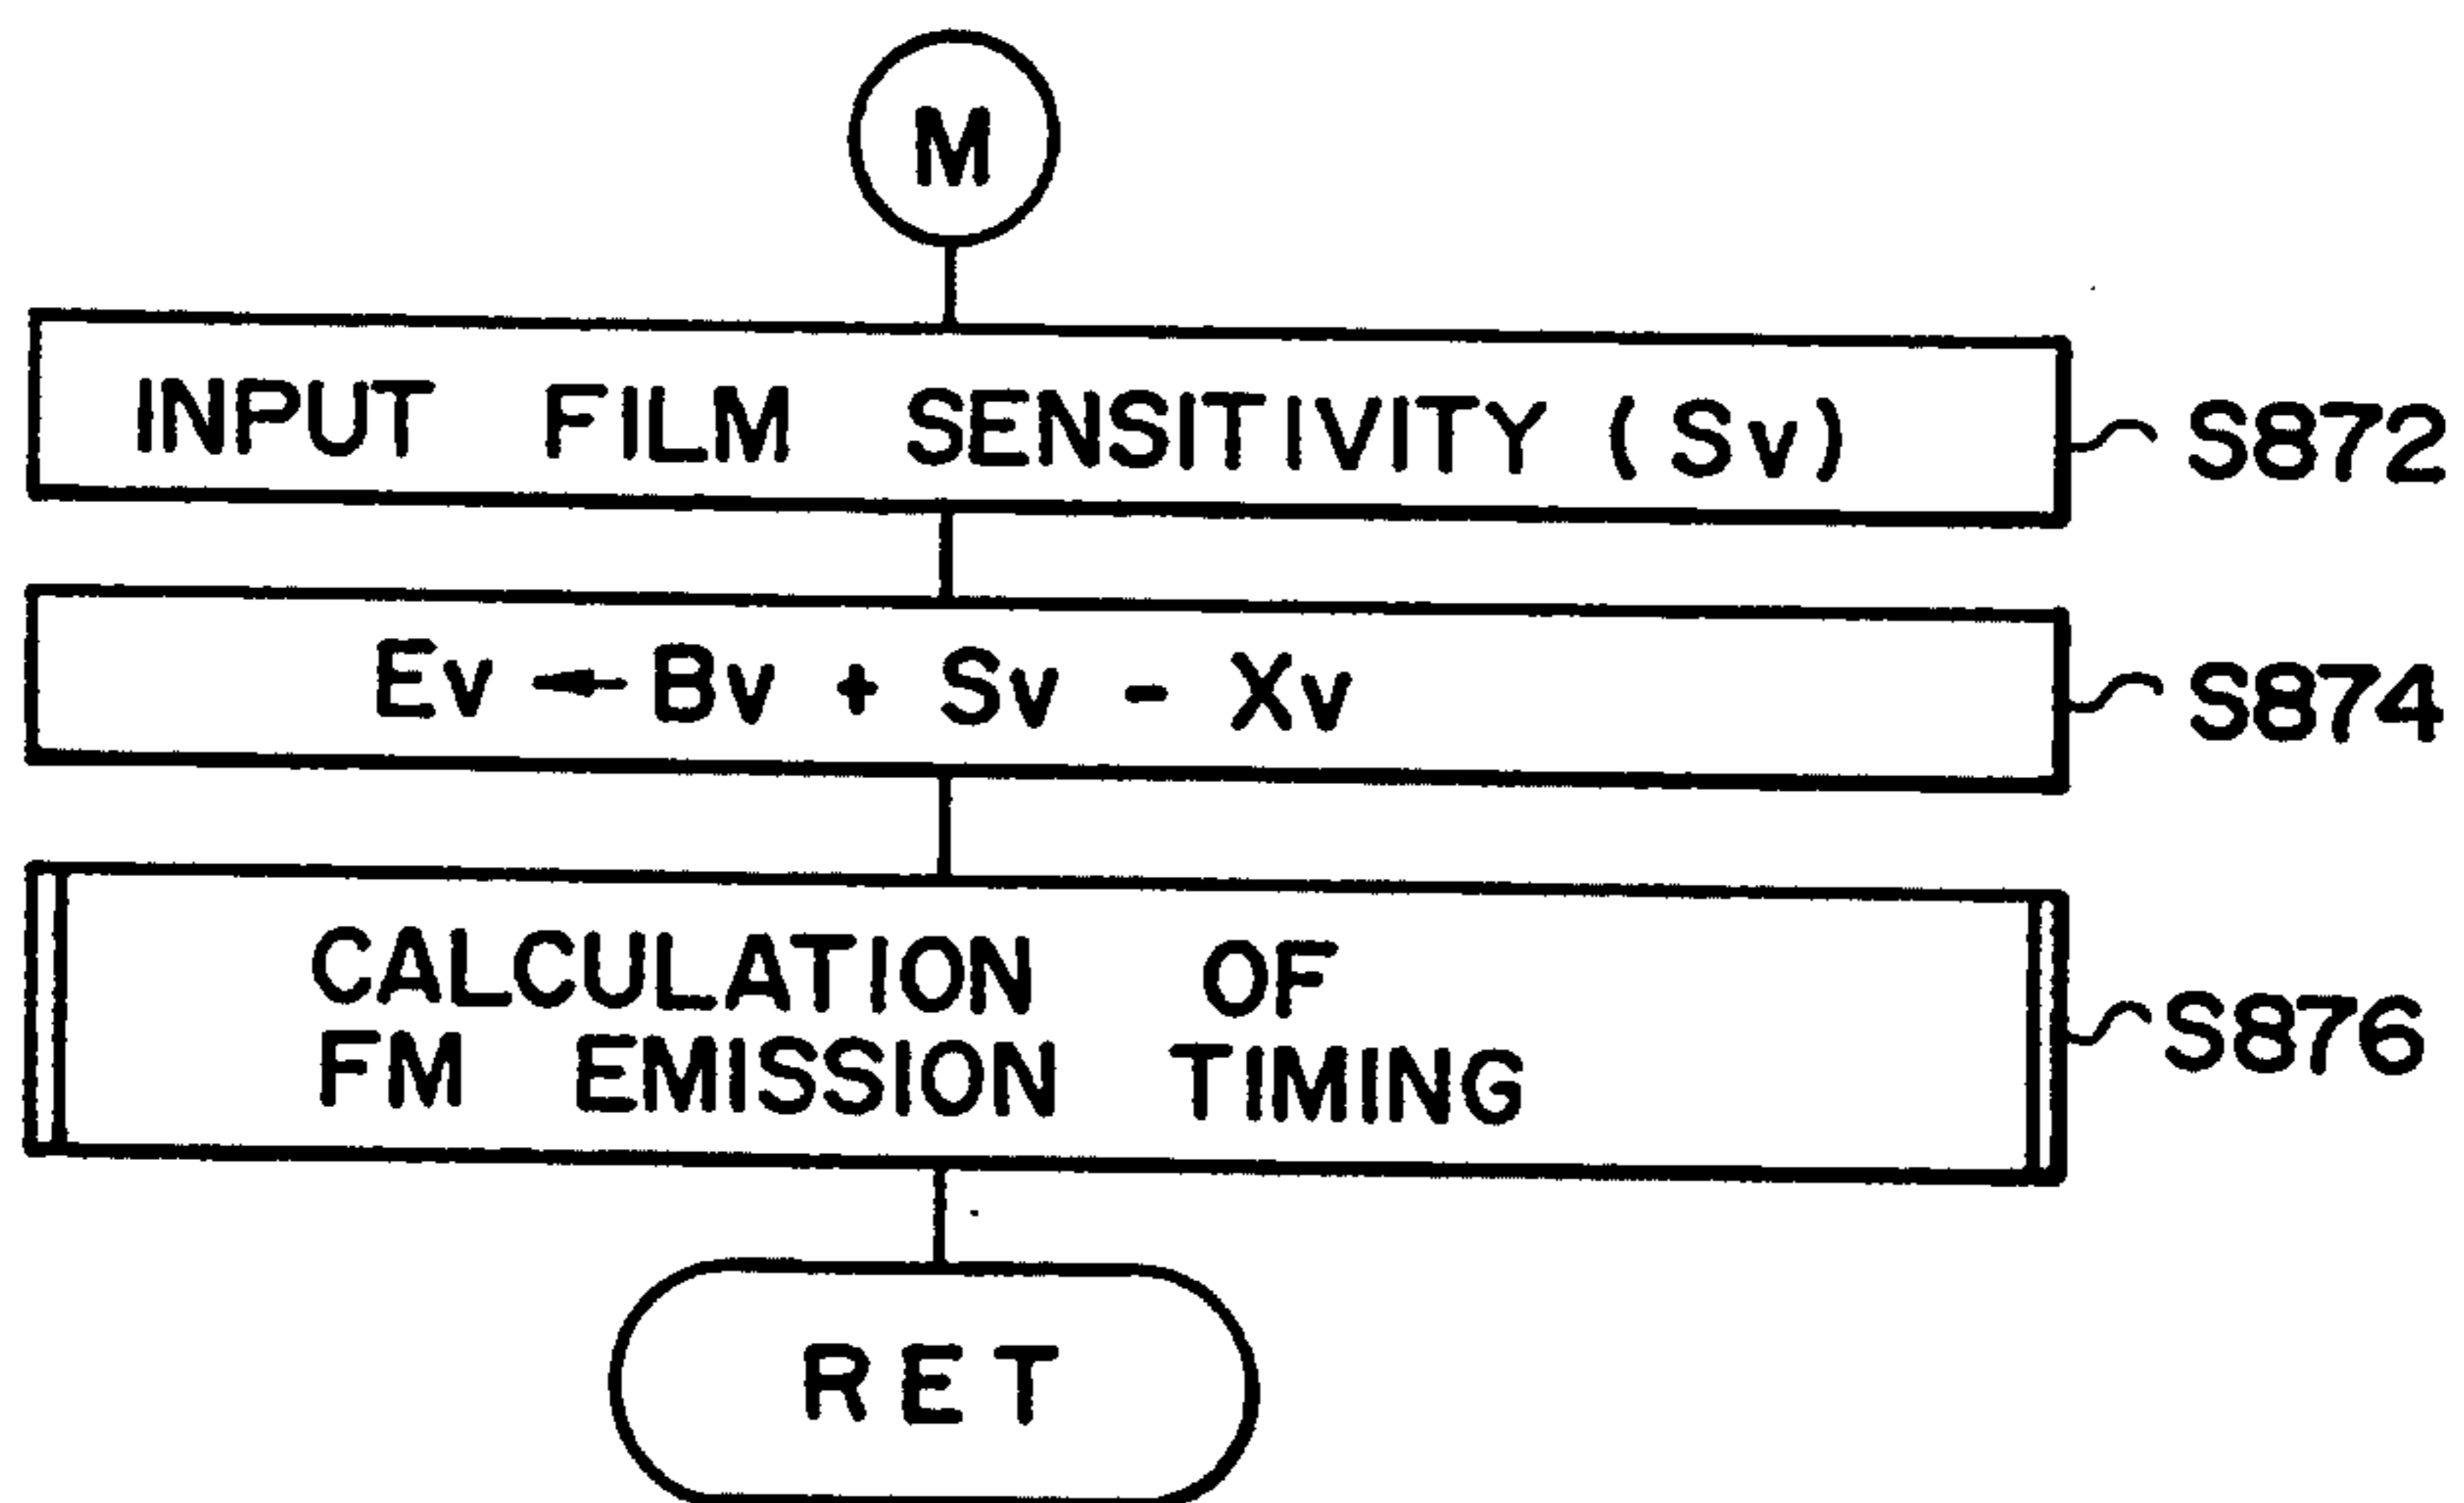 M
INPUT FILM SENSITIVITY (Sv)
S872
Ev ← Bv + Sv - Xv
S874
CALCULATION OF
FM EMISSION TIMING
S876
RET